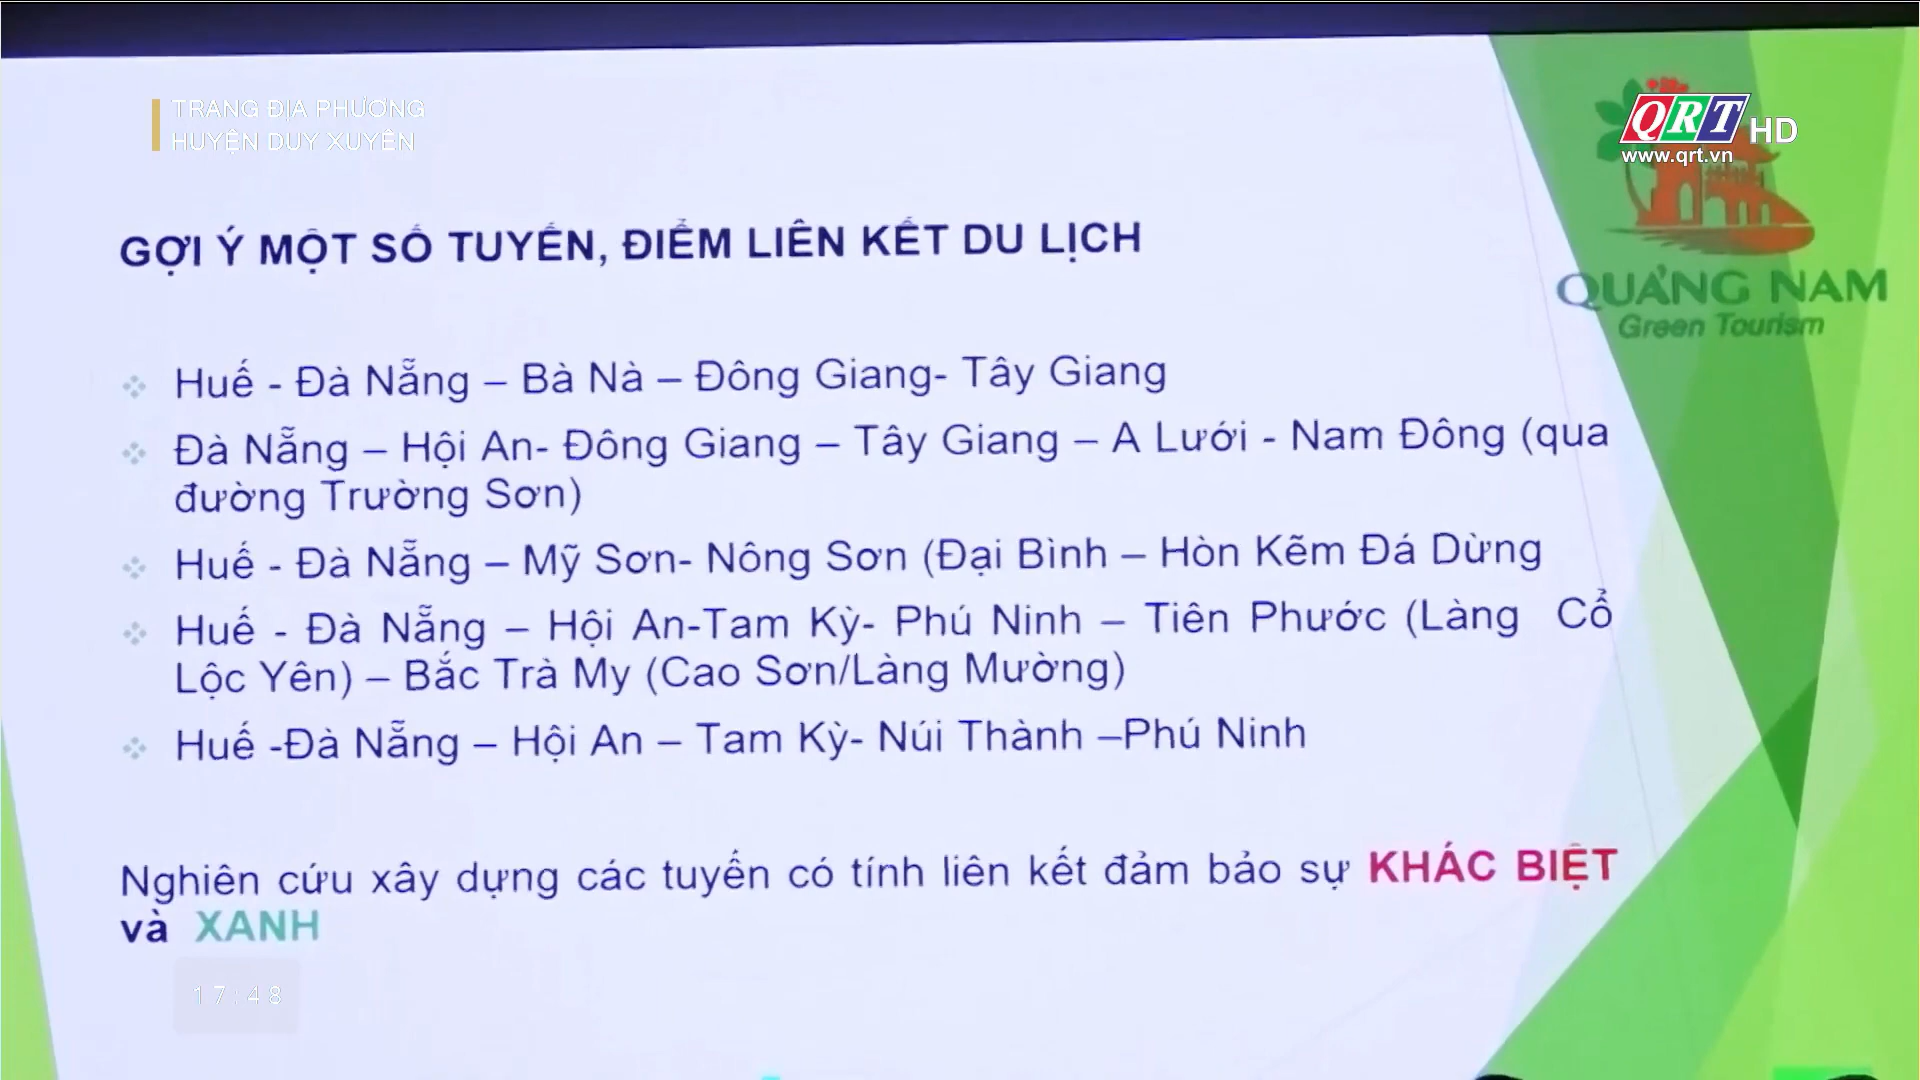 TRANG ĐỊA PHƯƠNG
HUYỆN DUY XUYÊN
QRT HD
www.qrt.vn
QUẢNG NAM
Green Tourism
GỢI Ý MỘT SỐ TUYẾN, ĐIỂM LIÊN KẾT DU LỊCH
Huế - Đà Nẵng – Bà Nà – Đông Giang- Tây Giang
Đà Nẵng – Hội An- Đông Giang – Tây Giang – A Lưới - Nam Đông (qua
đường Trường Sơn)
Huế - Đà Nẵng – Mỹ Sơn- Nông Sơn (Đại Bình – Hòn Kẽm Đá Dừng
Huế - Đà Nẵng – Hội An-Tam Kỳ- Phú Ninh – Tiên Phước (Làng Cổ
Lộc Yên) – Bắc Trà My (Cao Sơn/Làng Mường)
Huế -Đà Nẵng – Hội An – Tam Kỳ- Núi Thành –Phú Ninh
Nghiên cứu xây dựng các tuyến có tính liên kết đảm bảo sự KHÁC BIỆT
và XANH
17:48